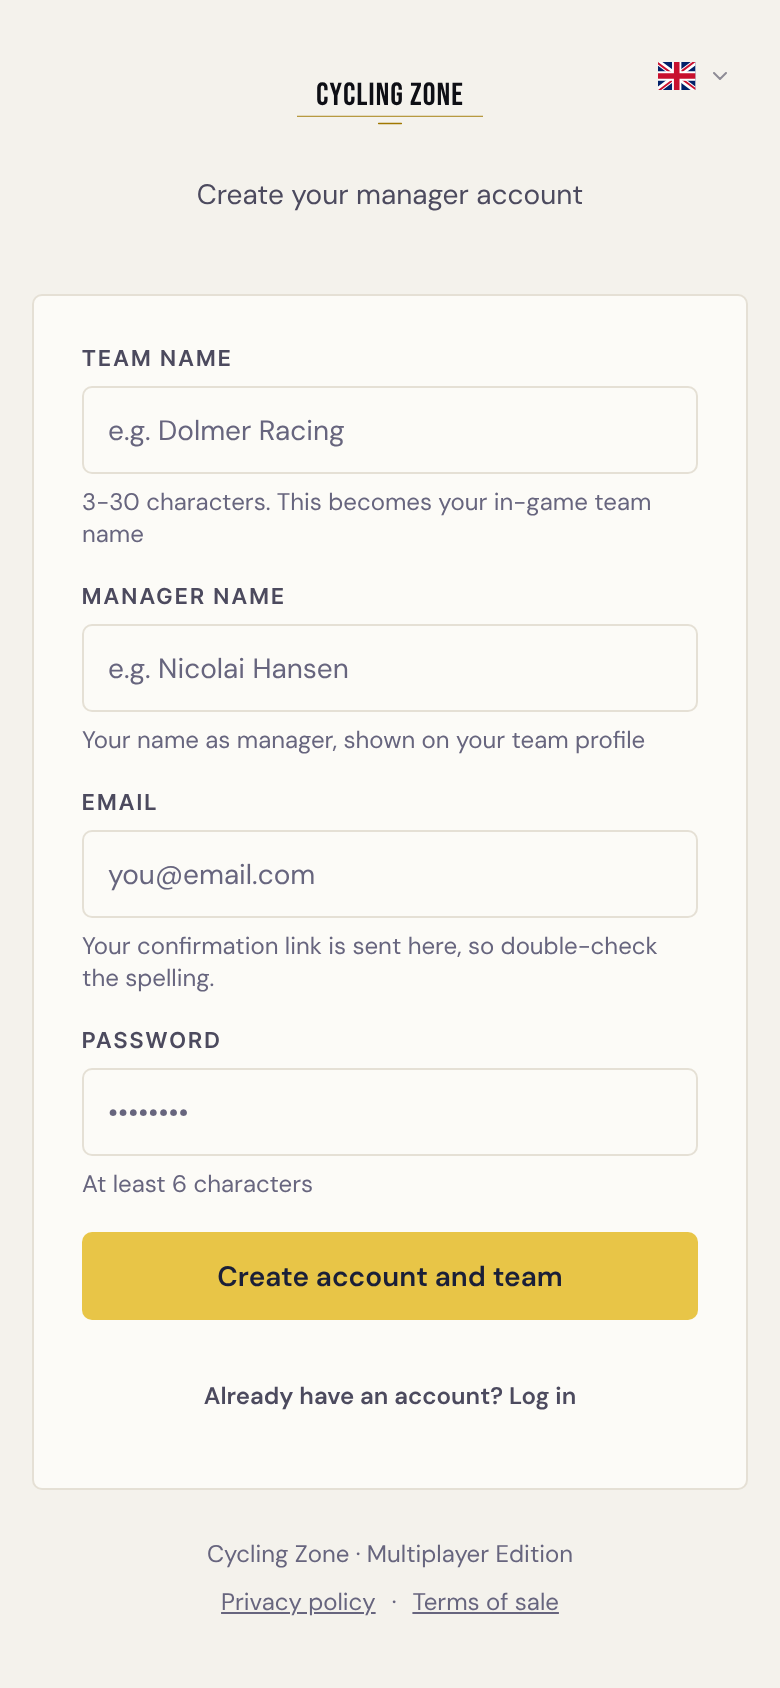 CYCLING ZONE
Create your manager account
TEAM NAME
e.g. Dolmer Racing
3-30 characters. This becomes your in-game team
name
MANAGER NAME
e.g. Nicolai Hansen
Your name as manager, shown on your team profile
EMAIL
you@email.com
Your confirmation link is sent here, so double-check
the spelling.
PASSWORD
••••••••
At least 6 characters
Create account and team
Already have an account? Log in
Cycling Zone · Multiplayer Edition
Privacy policy · Terms of sale